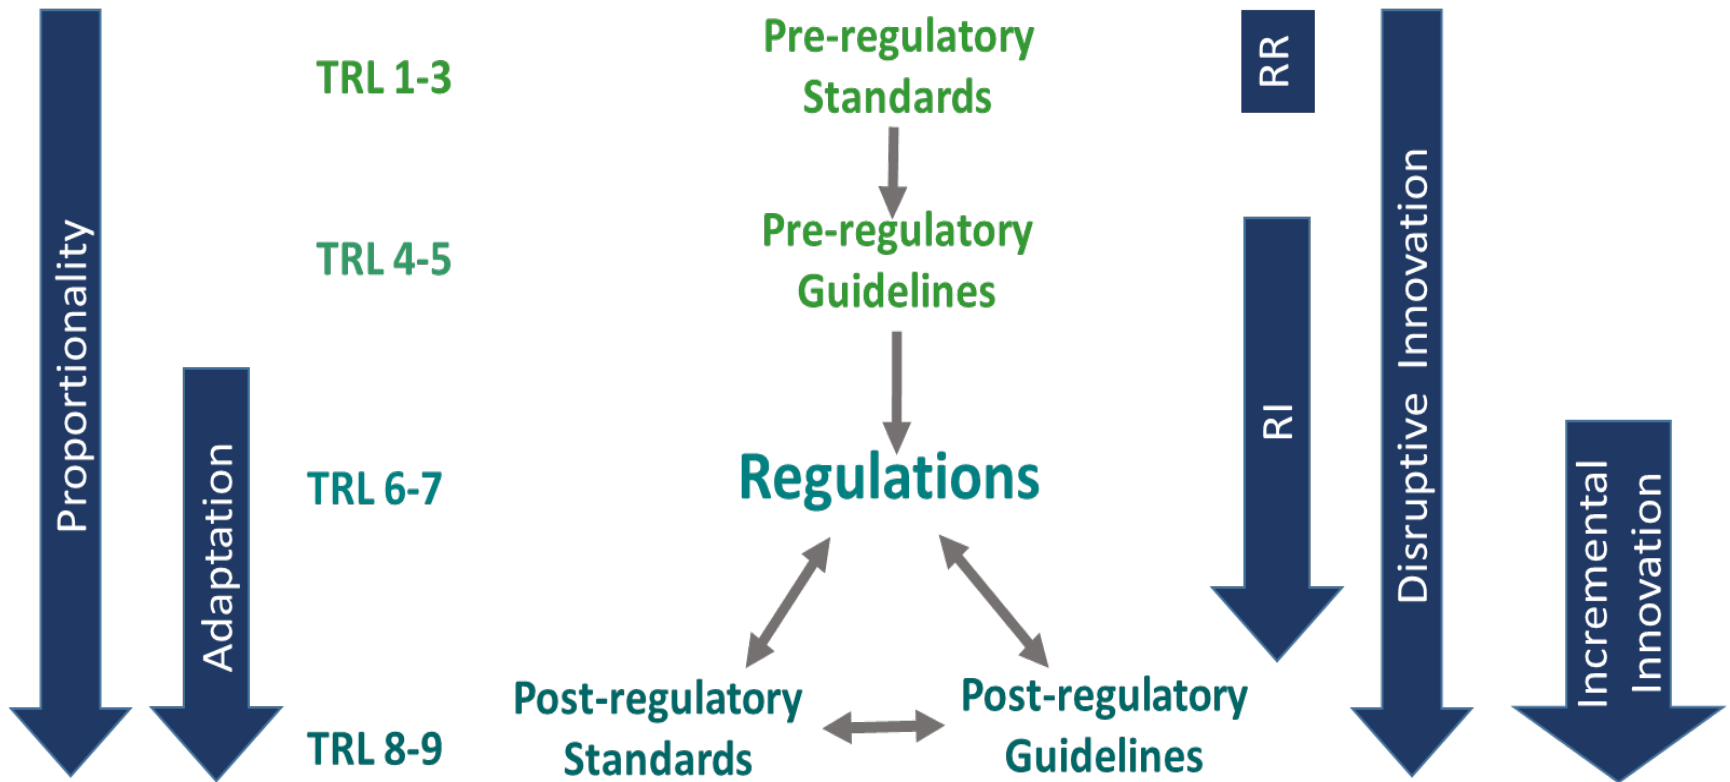 Proportionality
Adaptation
TRL 1-3
TRL 4-5
TRL 6-7
TRL 8-9
Pre-regulatory
Standards
Pre-regulatory
Guidelines
Regulations
Post-regulatory
Standards
Post-regulatory
Guidelines
RR
RI
Disruptive Innovation
Incremental
Innovation